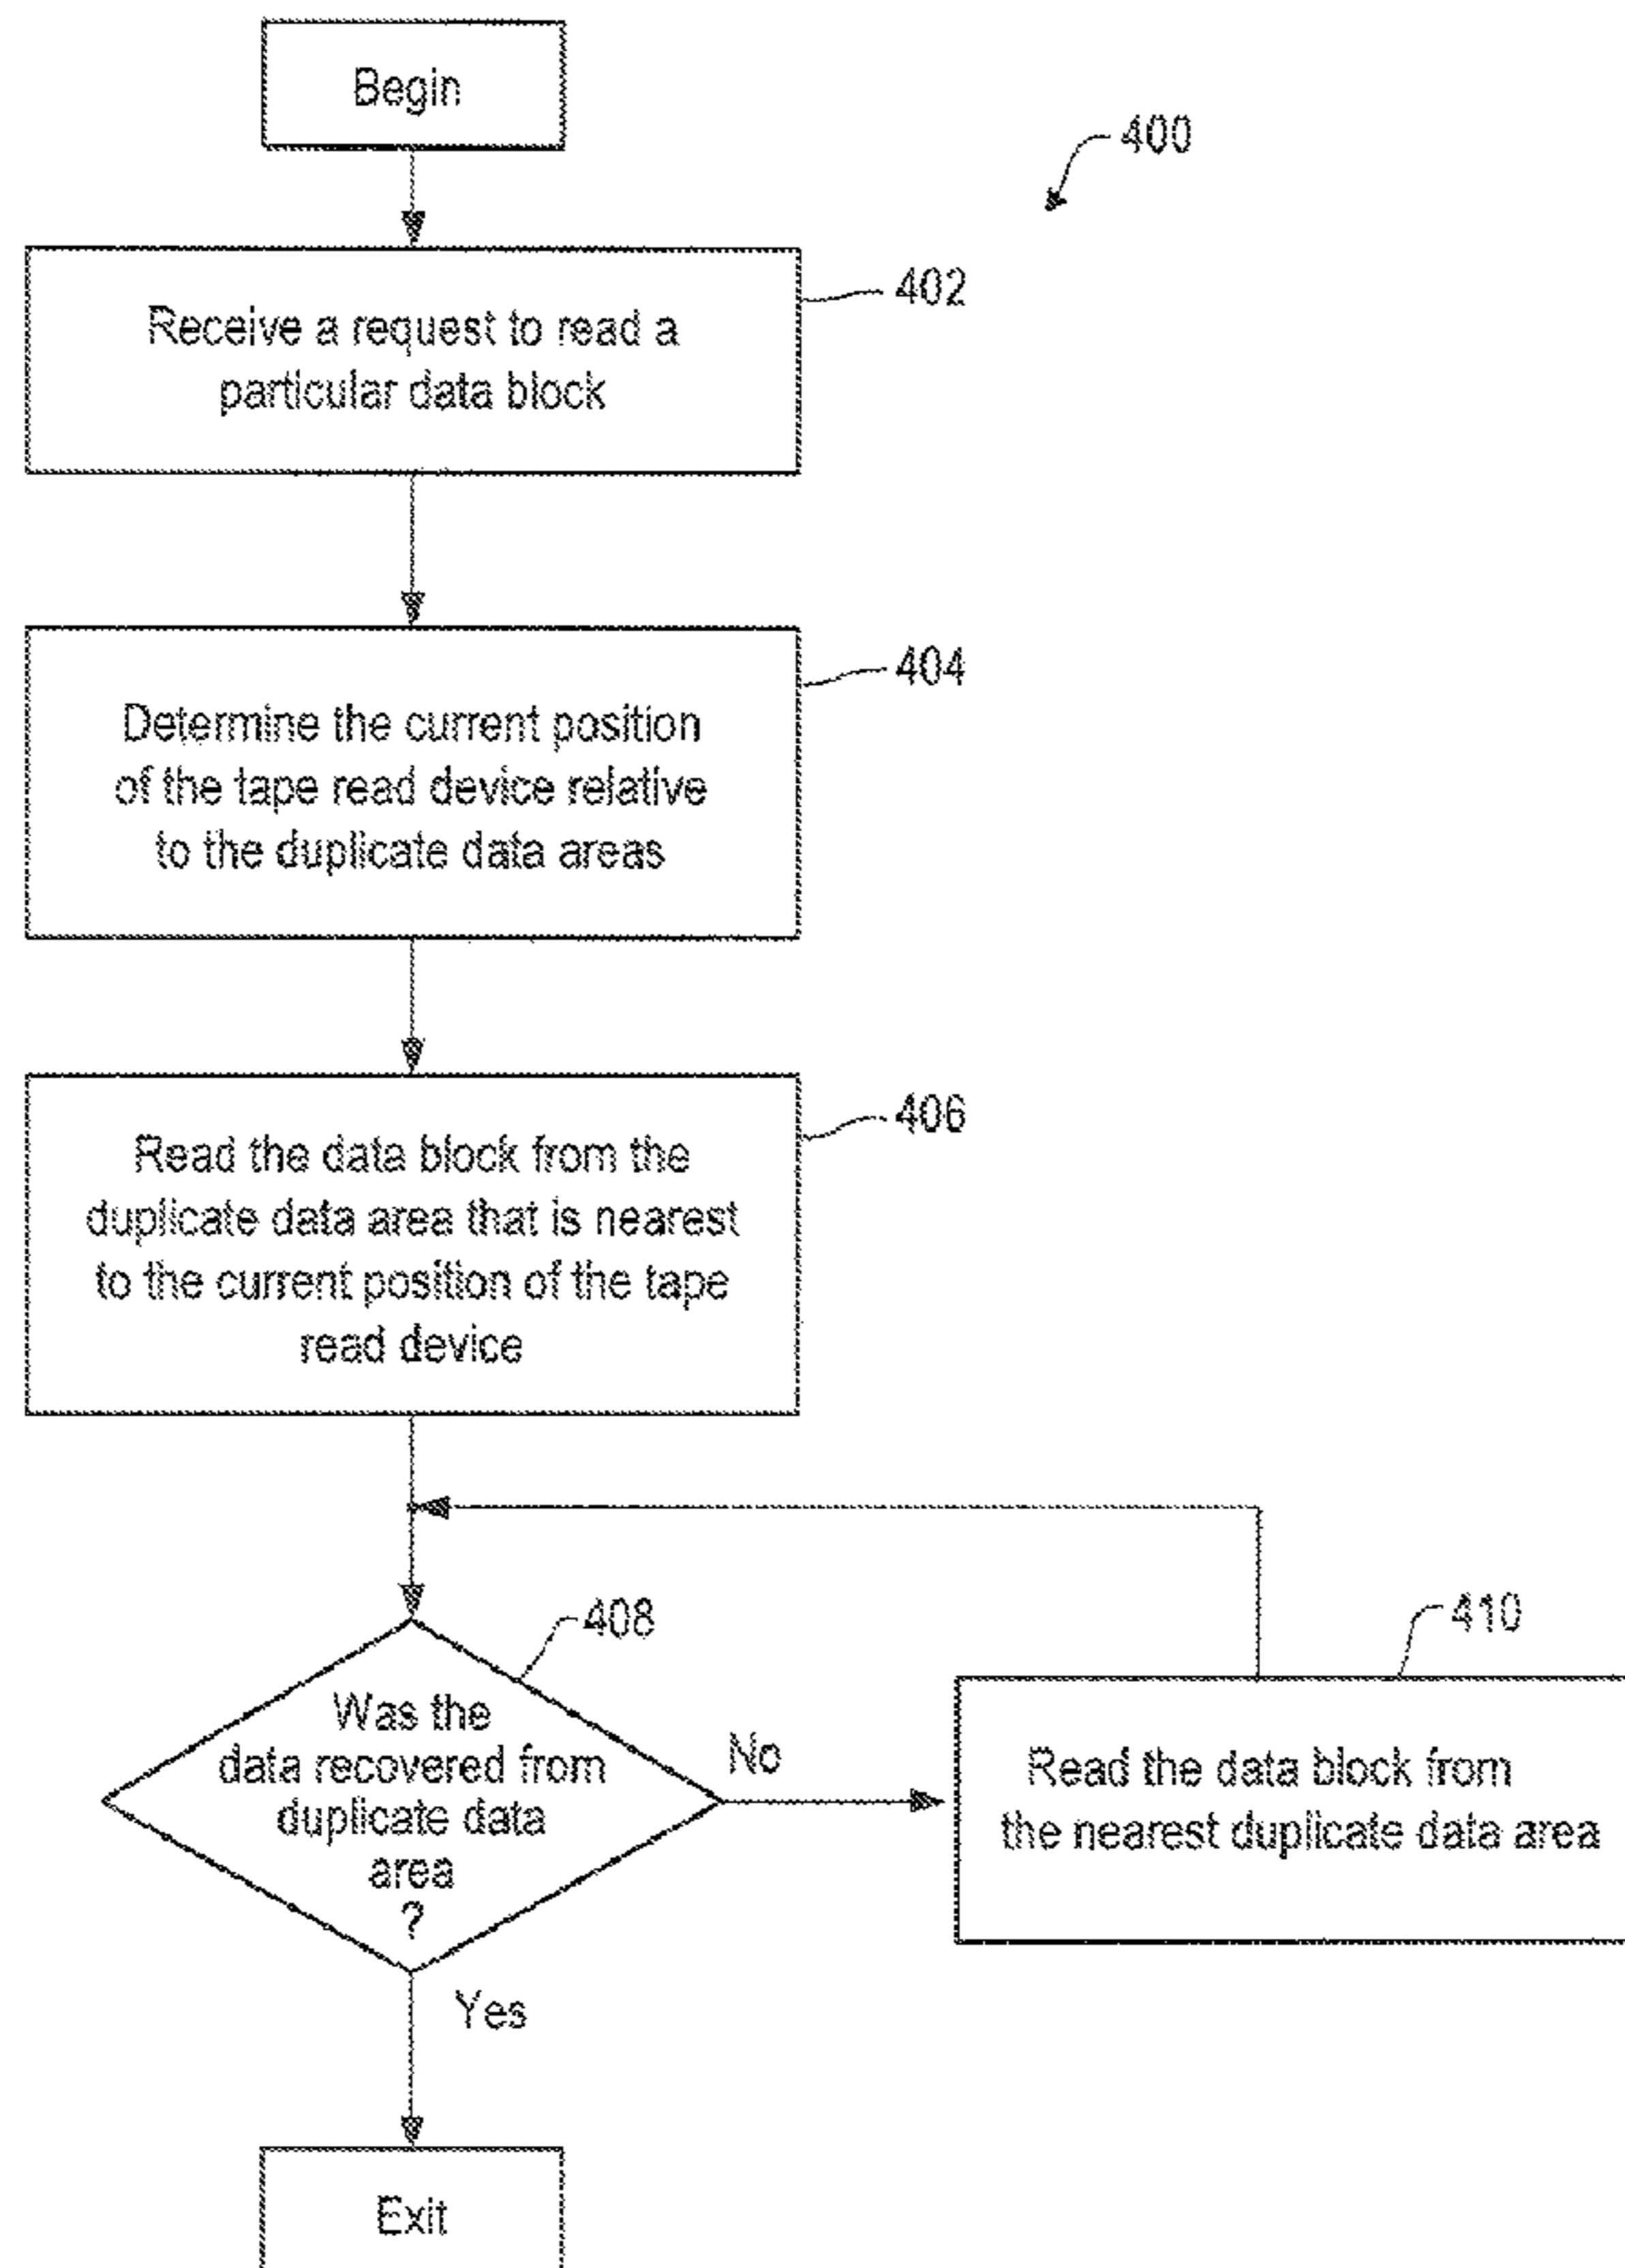 Begin
400
402
Receive a request to read a
particular data block
404
Determine the current position
of the tape read device relative
to the duplicate data areas
406
Read the data block from the
duplicate data area that is nearest
to the current position of the tape
read device
408
410
Was the
data recovered from
duplicate data
area
?
No
Read the data block from
the nearest duplicate data area
Yes
Exit